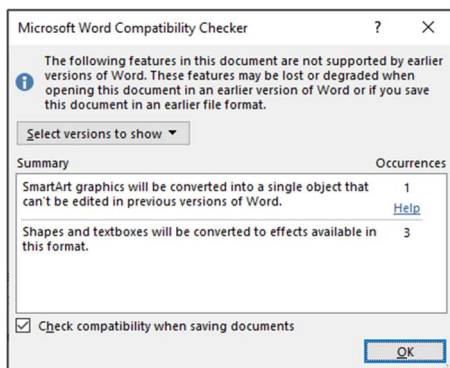 Microsoft Word Compatibility Checker ? ×
The following features in this document are not supported by earlier
versions of Word. These features may be lost or degraded when
opening this document in an earlier version of Word or if you save
this document in an earlier file format.
Select versions to show
Summary Occurrences
SmartArt graphics will be converted into a single object that 1
can't be edited in previous versions of Word. Help
Shapes and textboxes will be converted to effects available in 3
this format.
Check compatibility when saving documents
OK